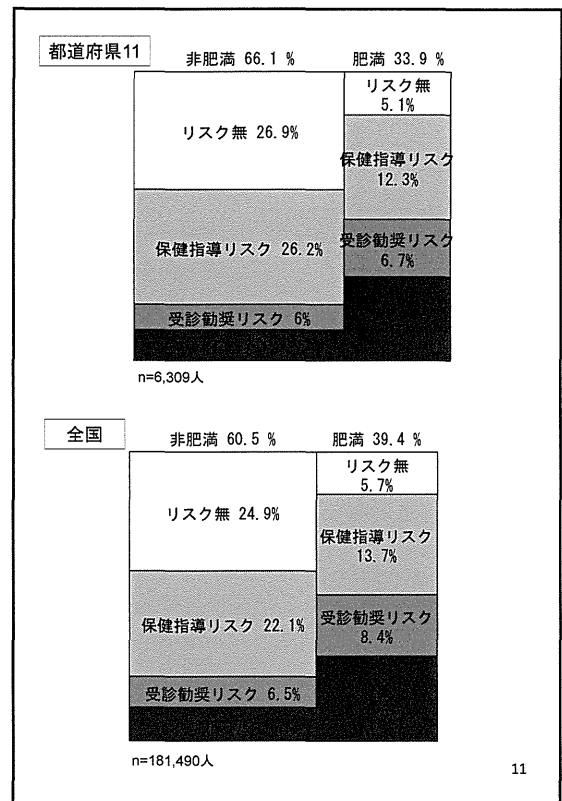 都道府県11
非肥満 66.1 %
肥満 33.9 %
リスク無 26.9%
リスク無
5.1%
保健指導リスク
12.3%
保健指導リスク 26.2%
受診勧奨リスク
6.7%
受診勧奨リスク 6%
n=6,309人
全国
非肥満 60.5 %
肥満 39.4 %
リスク無 24.9%
リスク無
5.7%
保健指導リスク
13.7%
保健指導リスク 22.1%
受診勧奨リスク
8.4%
受診勧奨リスク 6.5%
n=181,490人
11